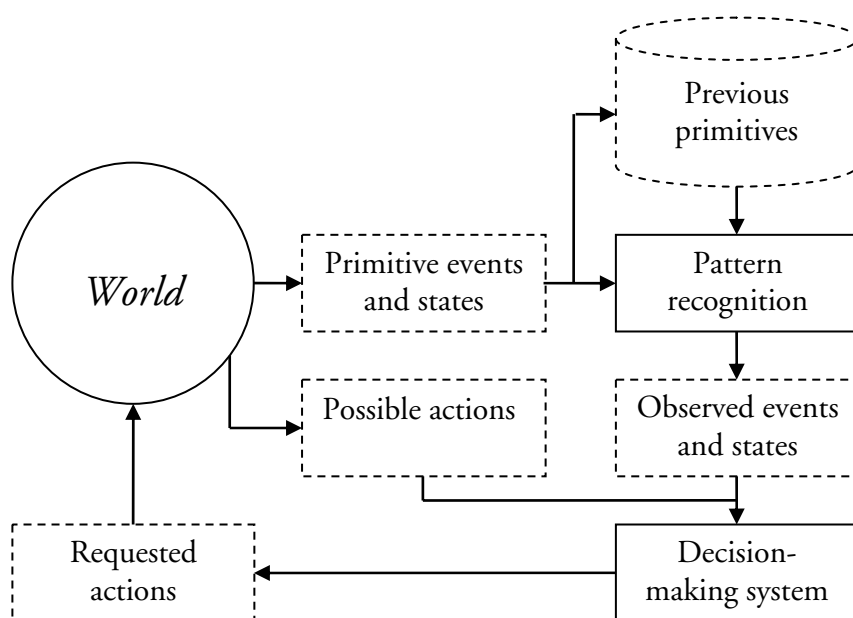 Previous
primitives
World
Primitive events
and states
Pattern
recognition
Possible actions
Observed events
and states
Requested
actions
Decision-
making system